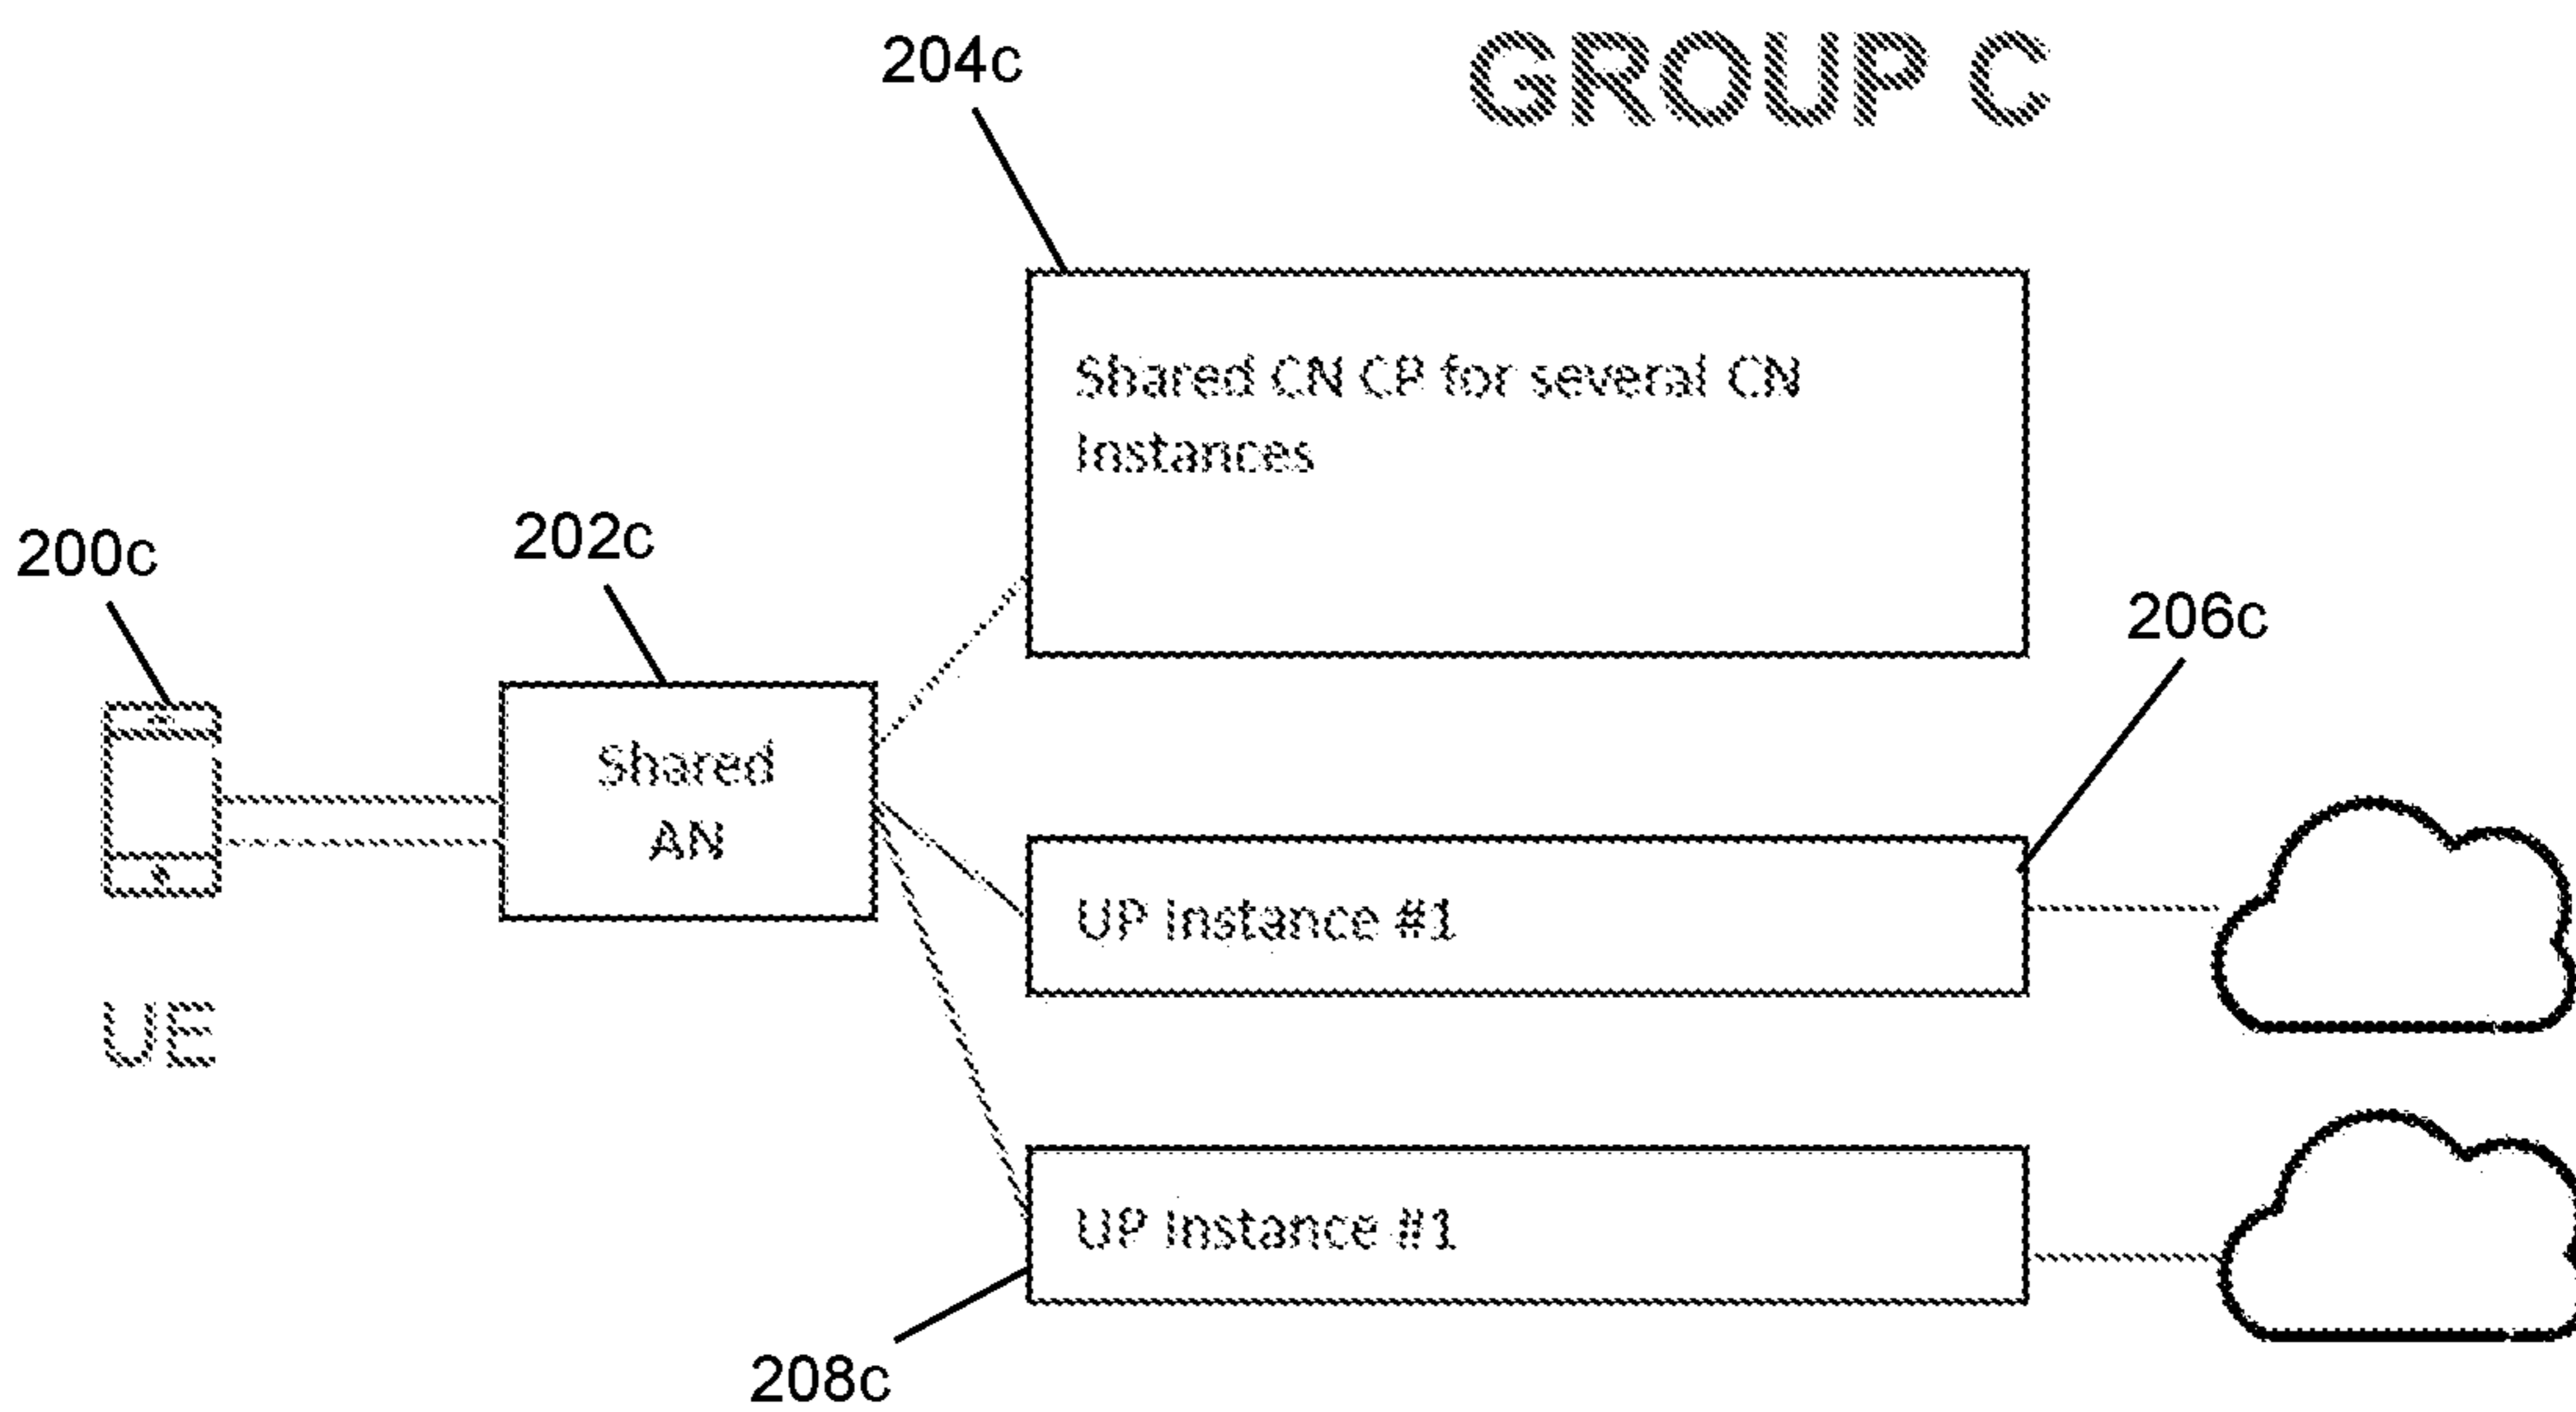 GROUP C
204c
Shared CN CP for several CN
Instances
200c
202c
206c
Shared
AN
UP Instance #1
UE
UP Instance #1
208c